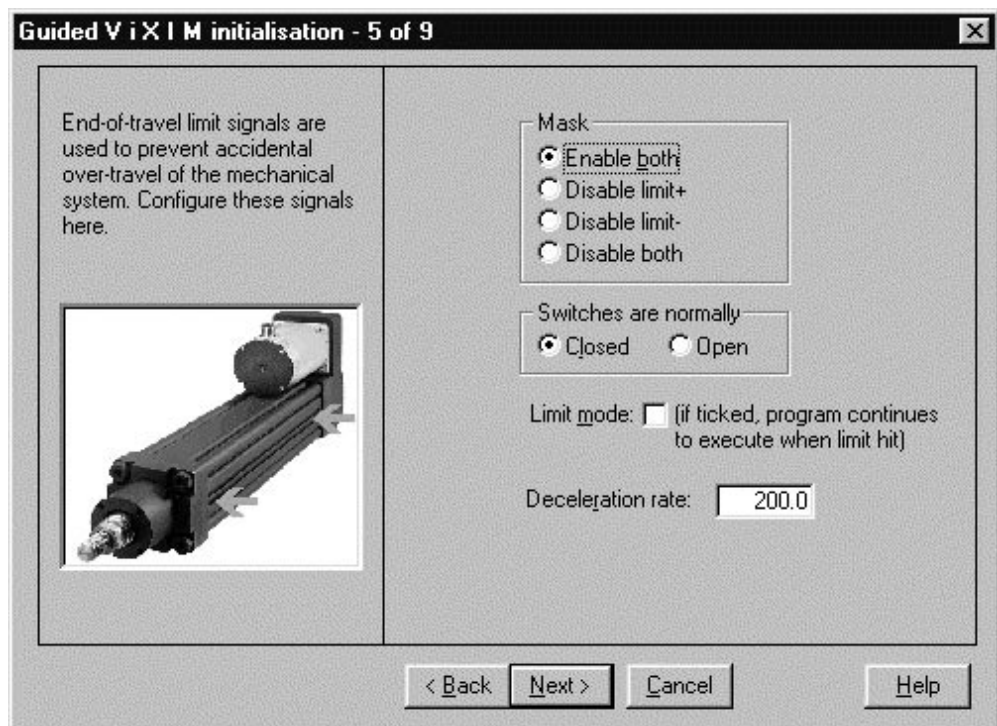 Guided V i X I M initialisation - 5 of 9
End-of-travel limit signals are
used to prevent accidental
over-travel of the mechanical
system. Configure these signals
here.
Mask
Enable both
Disable limit+
Disable limit-
Disable both
Switches are normally
Closed Open
Limit mode: (if ticked, program continues
to execute when limit hit)
Deceleration rate: 200.0
< Back Next > Cancel Help